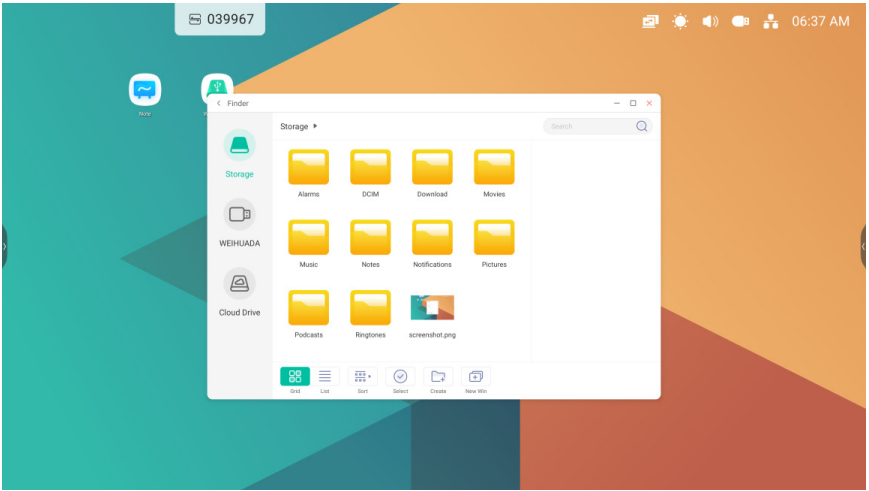 039967
06:37 AM
Note
Finder
Storage
Search
Storage
WEIHUADA
Cloud Drive
Alarms
DCIM
Download
Movies
Music
Notes
Notifications
Pictures
Podcasts
Ringtones
screenshot.png
Grid
List
Sort
Select
Create
New Win